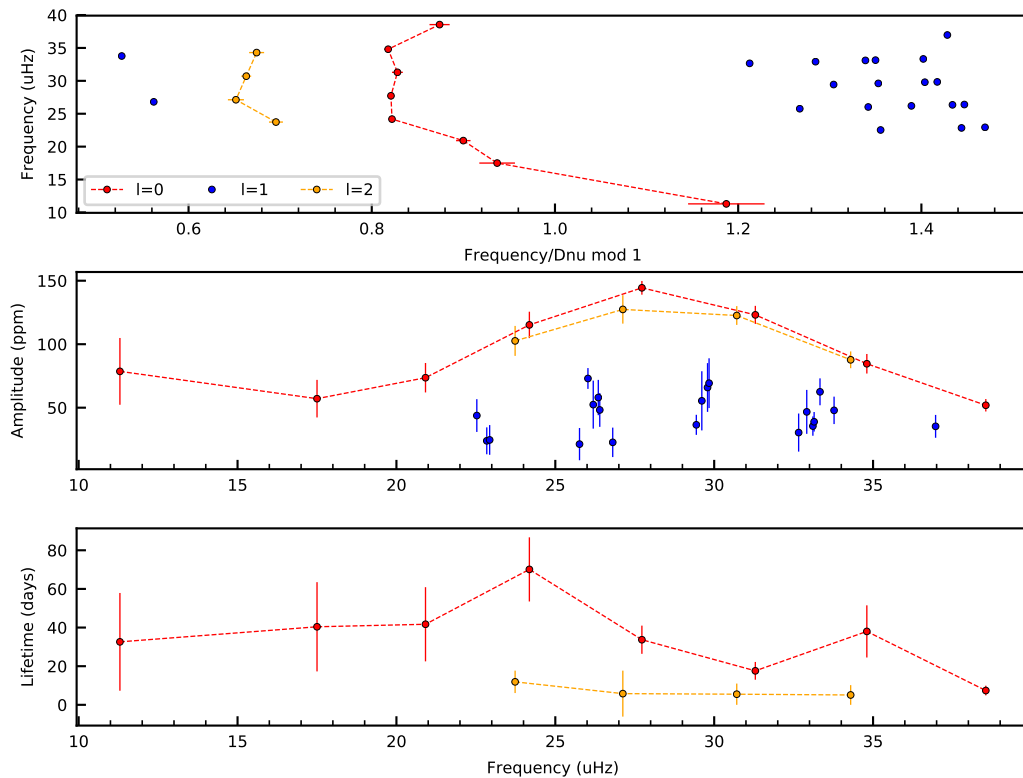 40
35
30
25
20
15
10
Frequency (uHz)
l=0 l=1 l=2
0.6 0.8 1.0 1.2 1.4
Frequency/Dnu mod 1
150
100
50
Amplitude (ppm)
10 15 20 25 30 35
80
60
40
20
0
Lifetime (days)
10 15 20 25 30 35
Frequency (uHz)